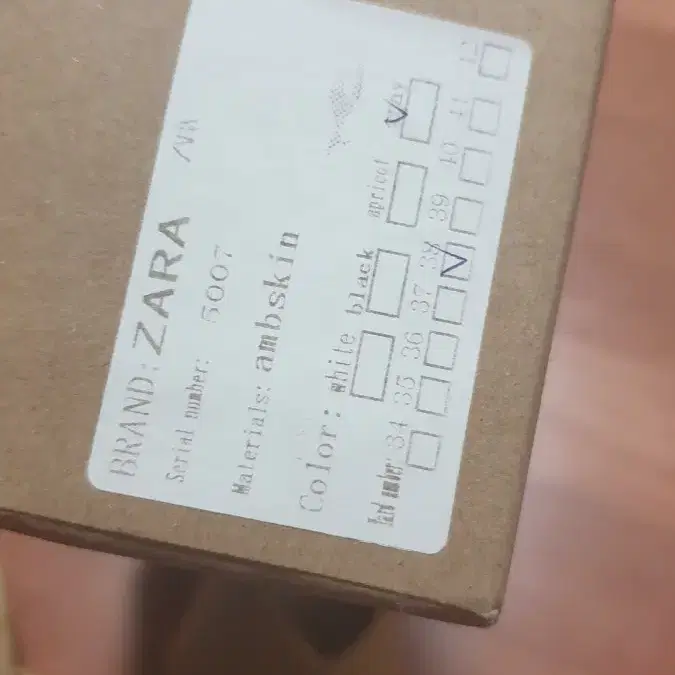 BRAND: ZARA
Serial number: 5007
Materials: ambskin
Color: white black apricot
34 35 36 37 38 39 40 41 12